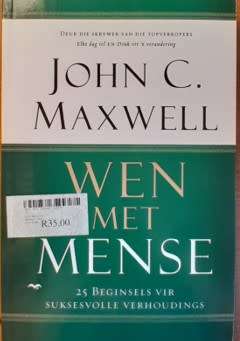 DEUR DIE SKRYWER VAN DIE TOPVERKOPERS
Elke dag tel EN Dink vir 'n verandering
JOHN C.
MAXWELL
WEN
MET
MENSE
R35,00
25 BEGINSELS VIR
SUKSESVOLLE VERHOUDINGS